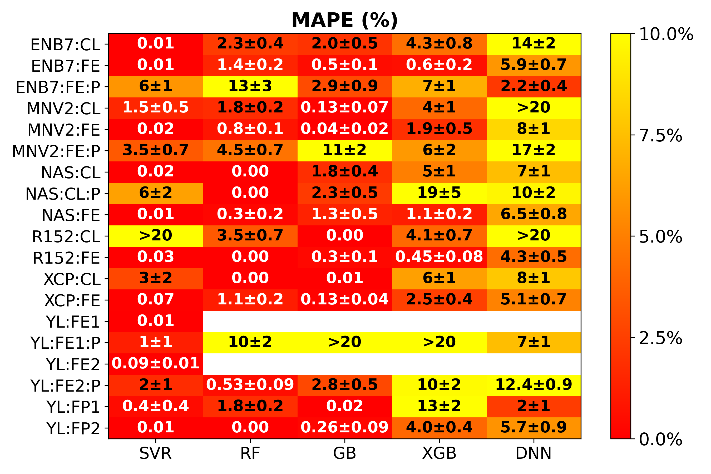 MAPE (%)
ENB7:CL 0.01 2.3±0.4 2.0±0.5 4.3±0.8 14±2
ENB7:FE 0.01 1.4±0.2 0.5±0.1 0.6±0.2 5.9±0.7
ENB7:FE:P 6±1 13±3 2.9±0.9 7±1 2.2±0.4
MNV2:CL 1.5±0.5 1.8±0.2 0.13±0.07 4±1 >20
MNV2:FE 0.02 0.8±0.1 0.04±0.02 1.9±0.5 8±1
MNV2:FE:P 3.5±0.7 4.5±0.7 11±2 6±2 17±2
NAS:CL 0.02 0.00 1.8±0.4 5±1 7±1
NAS:CL:P 6±2 0.00 2.3±0.5 19±5 10±2
NAS:FE 0.01 0.3±0.2 1.3±0.5 1.1±0.2 6.5±0.8
R152:CL >20 3.5±0.7 0.00 4.1±0.7 >20
R152:FE 0.03 0.00 0.3±0.1 0.45±0.08 4.3±0.5
XCP:CL 3±2 0.00 0.01 6±1 8±1
XCP:FE 0.07 1.1±0.2 0.13±0.04 2.5±0.4 5.1±0.7
YL:FE1 0.01
YL:FE1:P 1±1 10±2 >20 >20 7±1
YL:FE2 0.09±0.01
YL:FE2:P 2±1 0.53±0.09 2.8±0.5 10±2 12.4±0.9
YL:FP1 0.4±0.4 1.8±0.2 0.02 13±2 2±1
YL:FP2 0.01 0.00 0.26±0.09 4.0±0.4 5.7±0.9
SVR RF GB XGB DNN
10.0%
7.5%
5.0%
2.5%
0.0%